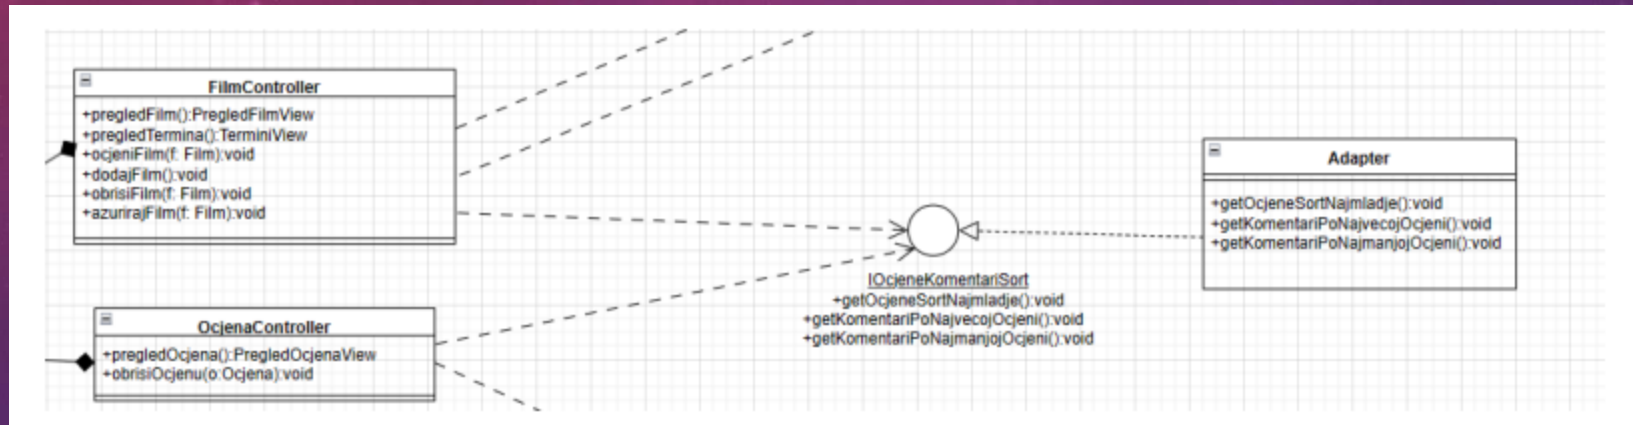 FilmController
+pregledFilm():PregledFilmView
+pregledTermina():TerminiView
+ocjeniFilm(f: Film):void
+dodajFilm():void
+obrisiFilm(f: Film):void
+azurirajFilm(f: Film):void
OcjenaController
+pregledOcjena():PregledOcjenaView
+obrisiOcjenu(o:Ocjena):void
IOcjeneKomentariSort
+getOcjeneSortNajmladje():void
+getKomentariPoNajvecojOcjeni():void
+getKomentariPoNajmanjojOcjeni():void
Adapter
+getOcjeneSortNajmladje():void
+getKomentariPoNajvecojOcjeni():void
+getKomentariPoNajmanjojOcjeni():void